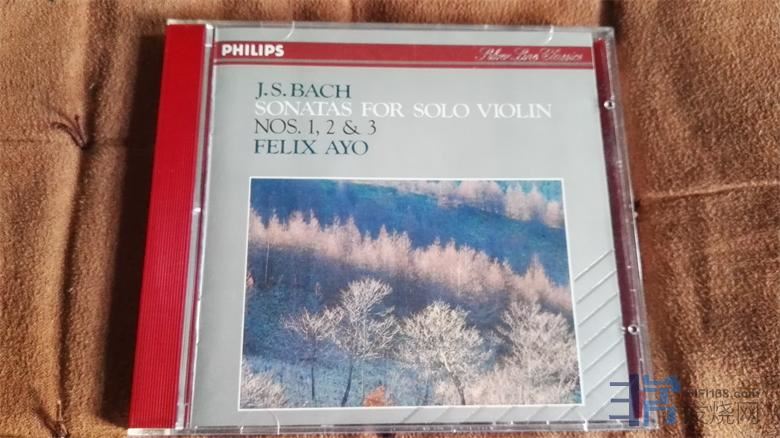 PHILIPS
Silver Line Classics
J.S. BACH
SONATAS FOR SOLO VIOLIN
NOS. 1, 2 & 3
FELIX AYO